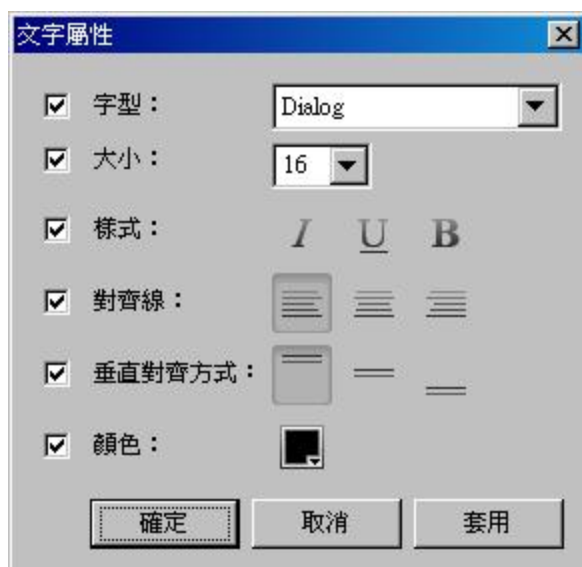 文字屬性
字型： Dialog
大小： 16
樣式： I U B
對齊線：
垂直對齊方式：
顏色：
確定 取消 套用